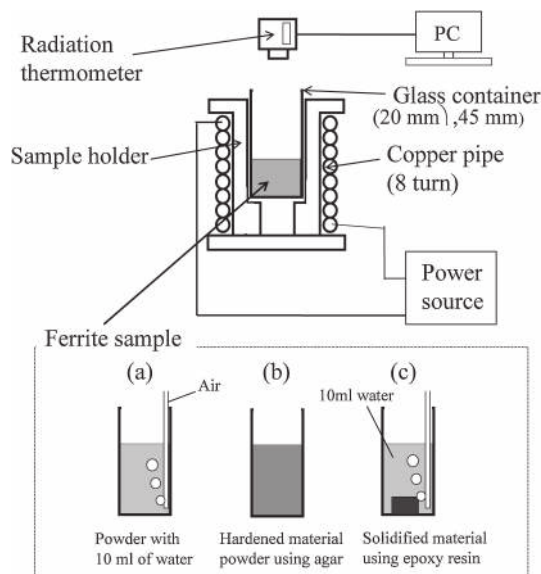 Radiation
thermometer
PC
Glass container
(20 mm⎞,45 mm)
Sample holder
Copper pipe
(8 turn)
Power
source
Ferrite sample
(a)
(b)
(c)
Air
10ml water
Powder with
10 ml of water
Hardened material
powder using agar
Solidified material
using epoxy resin